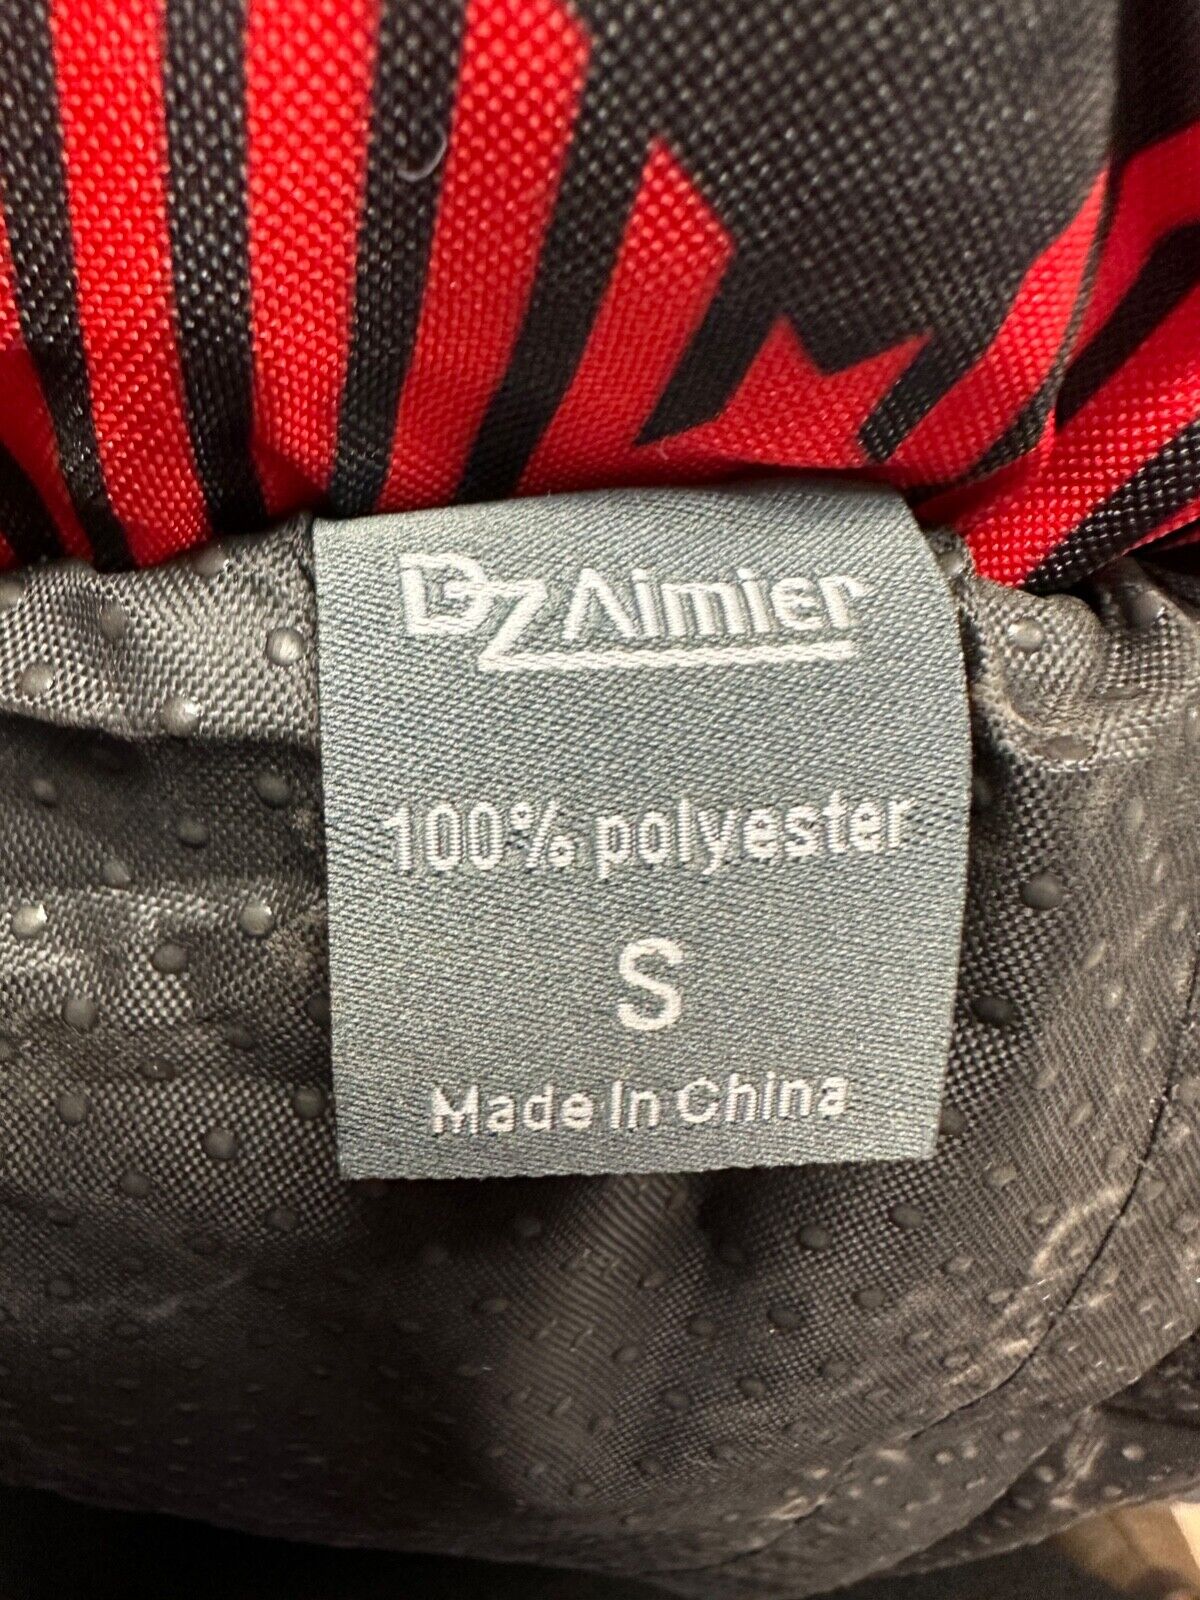 DZ Aimier
100% polyester
S
Made In China